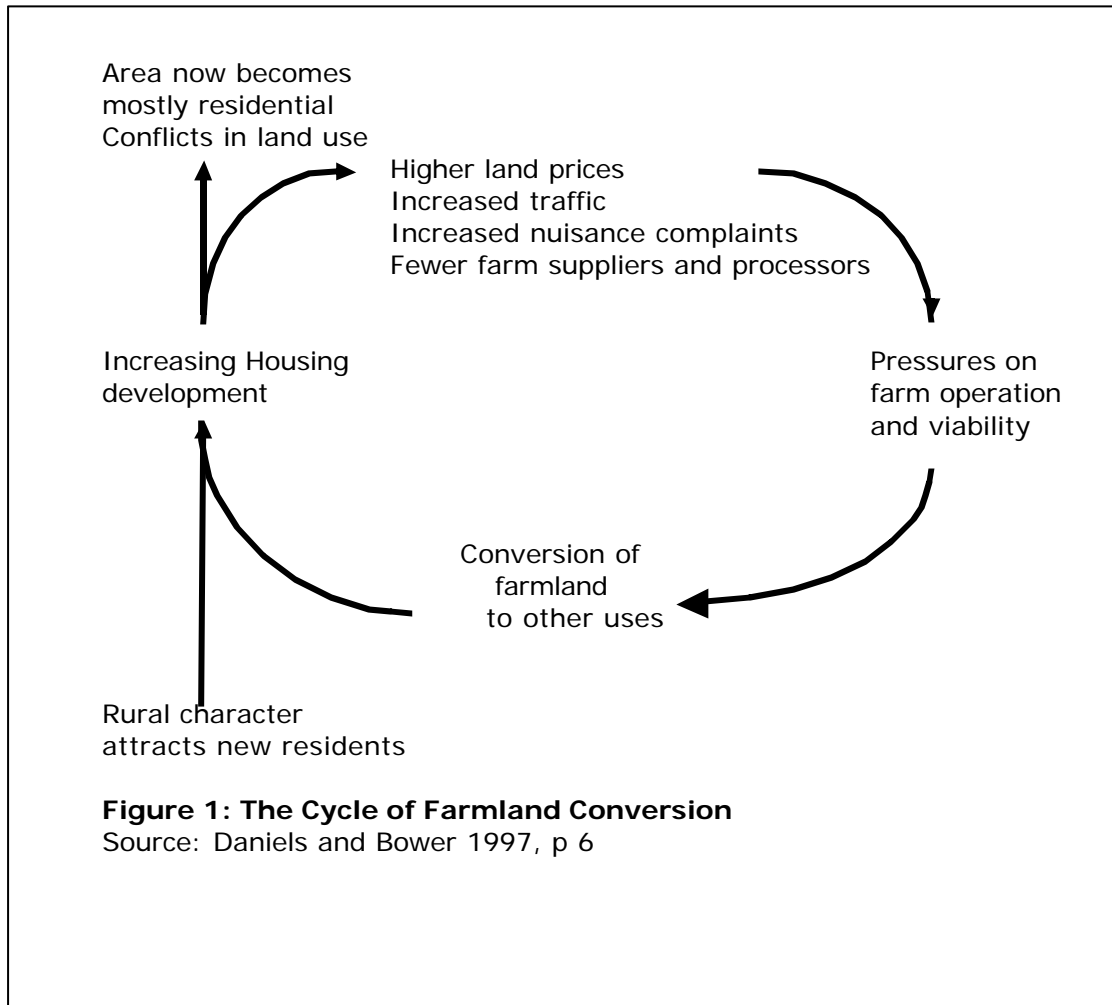 Area now becomes
mostly residential
Conflicts in land use
Higher land prices
Increased traffic
Increased nuisance complaints
Fewer farm suppliers and processors
Increasing Housing
development
Pressures on
farm operation
and viability
Conversion of
farmland
to other uses
Rural character
attracts new residents
Figure 1: The Cycle of Farmland Conversion
Source: Daniels and Bower 1997, p 6